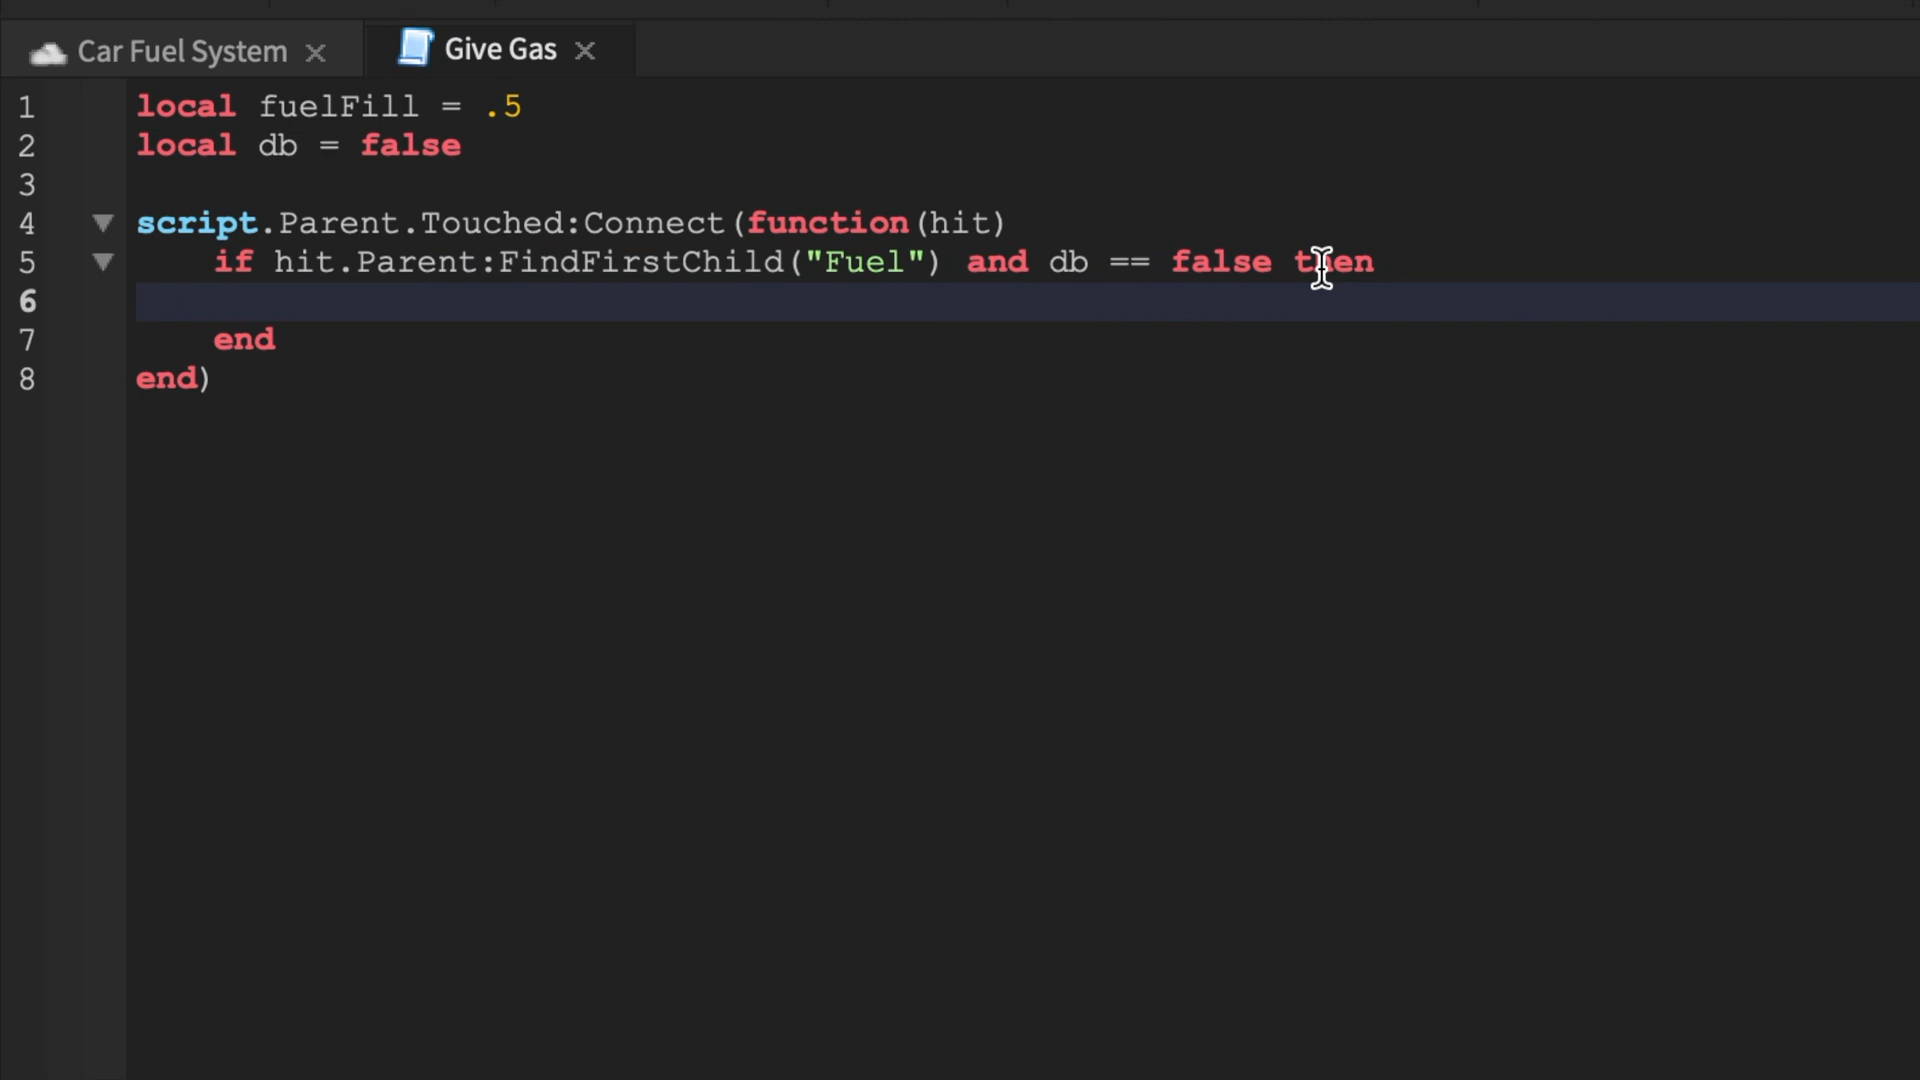 Car Fuel System Give Gas
1 local fuelFill = .5
2 local db = false
3
4 script.Parent.Touched:Connect(function(hit)
5 if hit.Parent:FindFirstChild("Fuel") and db == false then
6
7 end
8 end)